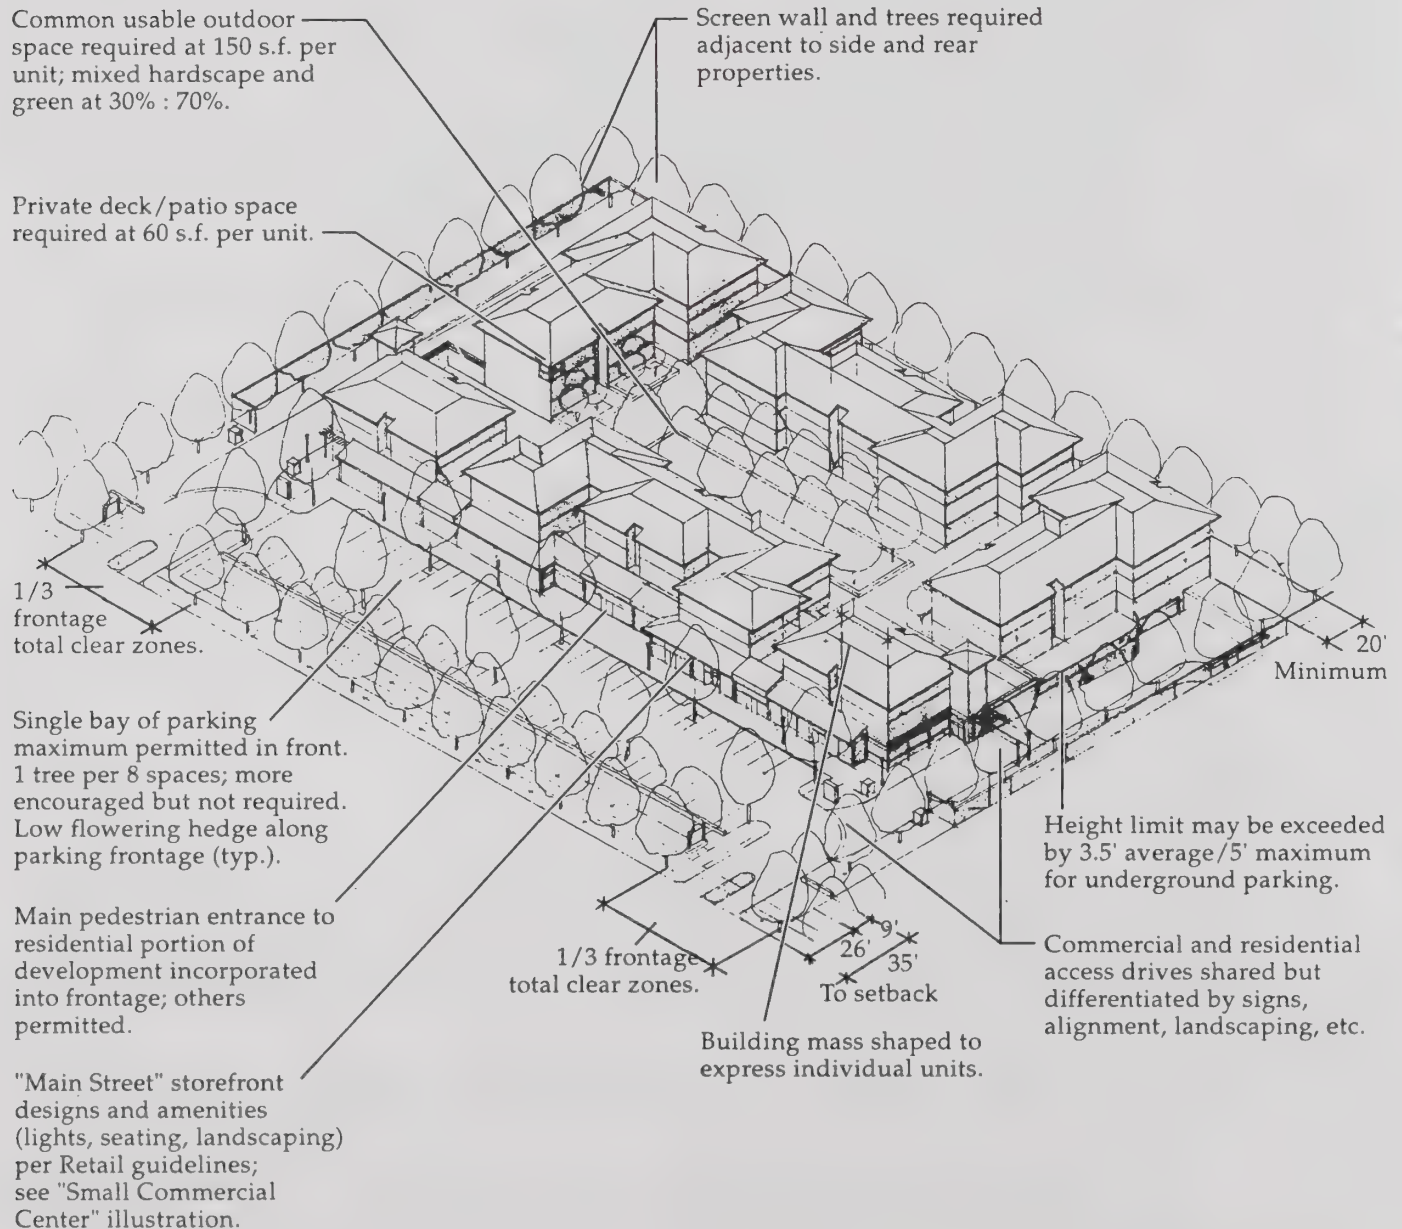 Common usable outdoor
space required at 150 s.f. per
unit; mixed hardscape and
green at 30% : 70%.
Screen wall and trees required
adjacent to side and rear
properties.
Private deck/patio space
required at 60 s.f. per unit.
1/3
frontage
total clear zones.
20'
Minimum
Single bay of parking
maximum permitted in front.
1 tree per 8 spaces; more
encouraged but not required.
Low flowering hedge along
parking frontage (typ.).
Height limit may be exceeded
by 3.5' average/5' maximum
for underground parking.
Main pedestrian entrance to
residential portion of
development incorporated
into frontage; others
permitted.
1/3 frontage
total clear zones.
9'
26'
35'
To setback
Commercial and residential
access drives shared but
differentiated by signs,
alignment, landscaping, etc.
Building mass shaped to
express individual units.
"Main Street" storefront
designs and amenities
(lights, seating, landscaping)
per Retail guidelines;
see "Small Commercial
Center" illustration.